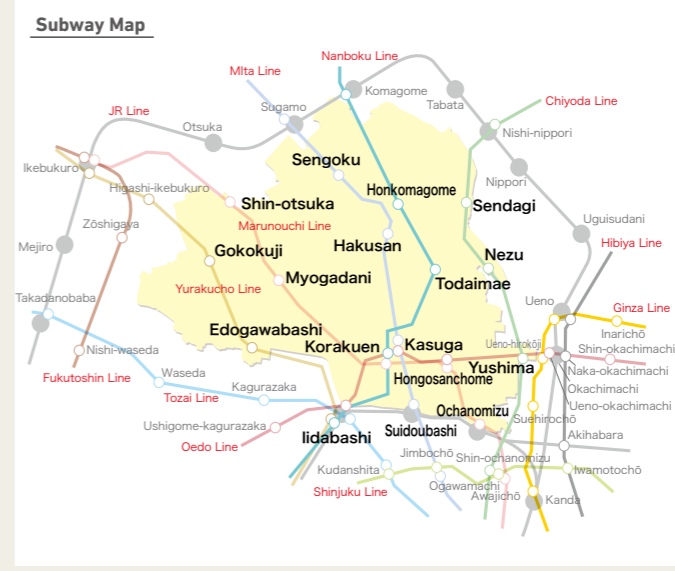 Subway Map
Nanboku Line
MIta Line
Komagome
JR Line
Sugamo
Tabata
Chiyoda Line
Otsuka
Nishi-nippori
Sengoku
Ikebukuro
Nippori
Higashi-ikebukuro
Honkomagome
Shin-otsuka
Sendagi
Zōshigaya
Marunouchi Line
Uguisudani
Mejiro
Gokokuji
Hakusan
Hibiya Line
Nezu
Myogadani
Todaimae
Yurakucho Line
Takadanobaba
Ueno
Ginza Line
Edogawabashi
Inarichō
Nishi-waseda
Korakuen
Kasuga
Ueno-hirokōji
Shin-okachimachi
Yushima
Naka-okachimachi
Fukutoshin Line
Waseda
Hongosanchome
Okachimachi
Tozai Line
Kagurazaka
Ueno-okachimachi
Ochanomizu
Suehirochō
Ushigome-kagurazaka
Suidoubashi
Iidabashi
Akihabara
Oedo Line
Jimbochō
Shin-ochanomizu
Kudanshita
Iwamotochō
Ogawamachi
Shinjuku Line
Awajichō
Kanda